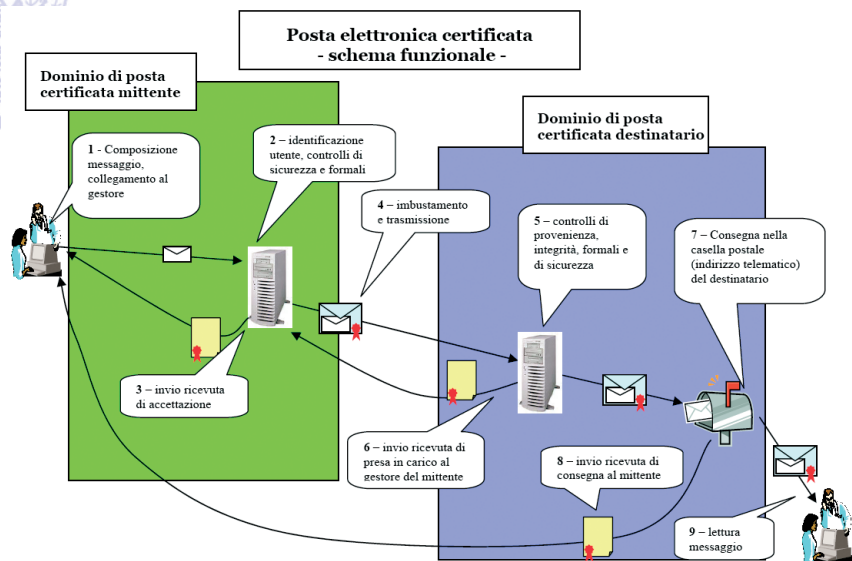 Posta elettronica certificata
- schema funzionale -
Dominio di posta
certificata mittente
Dominio di posta
certificata destinatario
1 - Composizione
messaggio,
collegamento al
gestore
2 – identificazione
utente, controlli di
sicurezza e formali
4 – imbustamento
e trasmissione
5 – controlli di
provenienza,
integrità, formali e
di sicurezza
7 – Consegna nella
casella postale
(indirizzo telematico)
del destinatario
3 – invio ricevuta
di accettazione
6 – invio ricevuta di
presa in carico al
gestore del mittente
8 – invio ricevuta di
consegna al mittente
9 – lettura
messaggio